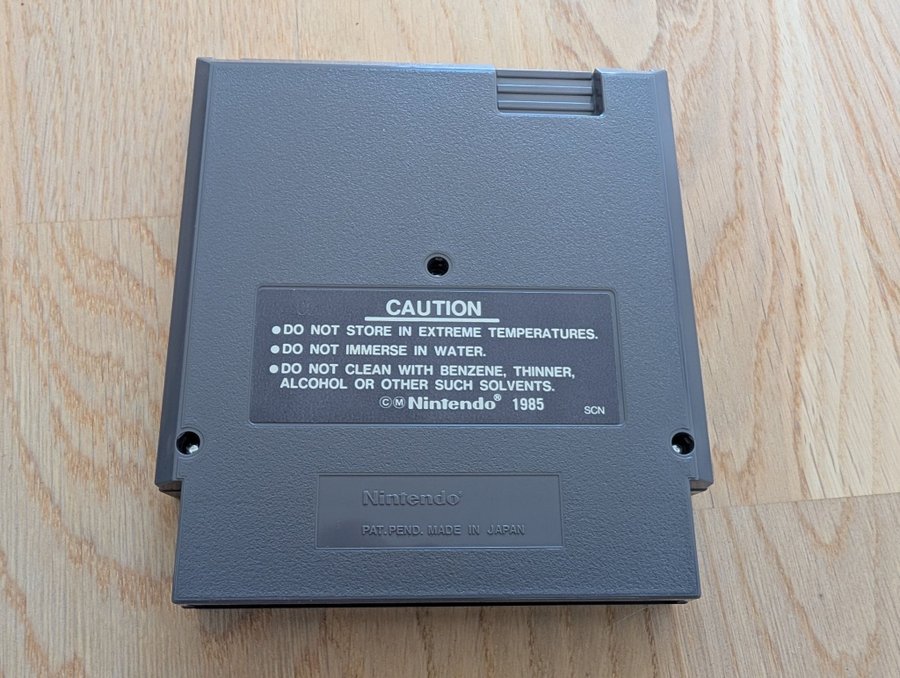 CAUTION
●DO NOT STORE IN EXTREME TEMPERATURES.
●DO NOT IMMERSE IN WATER.
●DO NOT CLEAN WITH BENZENE, THINNER,
ALCOHOL OR OTHER SUCH SOLVENTS.
ⒸⓂNintendo® 1985 SCN
Nintendo®
PAT. PEND. MADE IN JAPAN